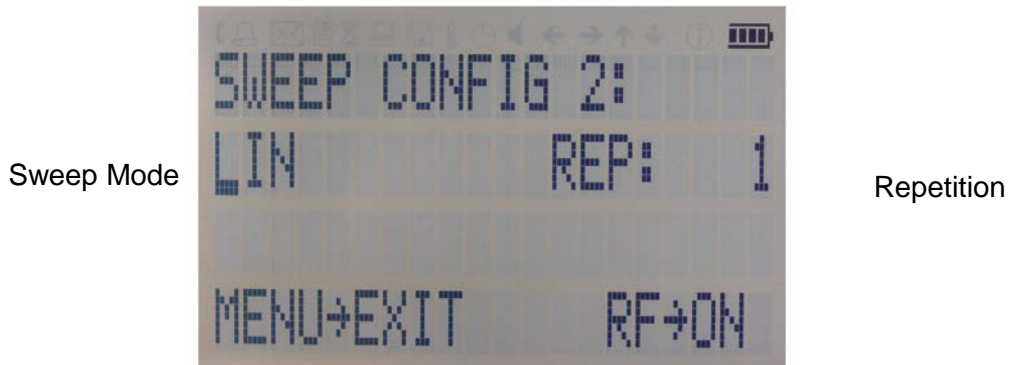 SWEEP CONFIG 2:
Sweep Mode LIN REP: 1 Repetition
MENU→EXIT RF→ON